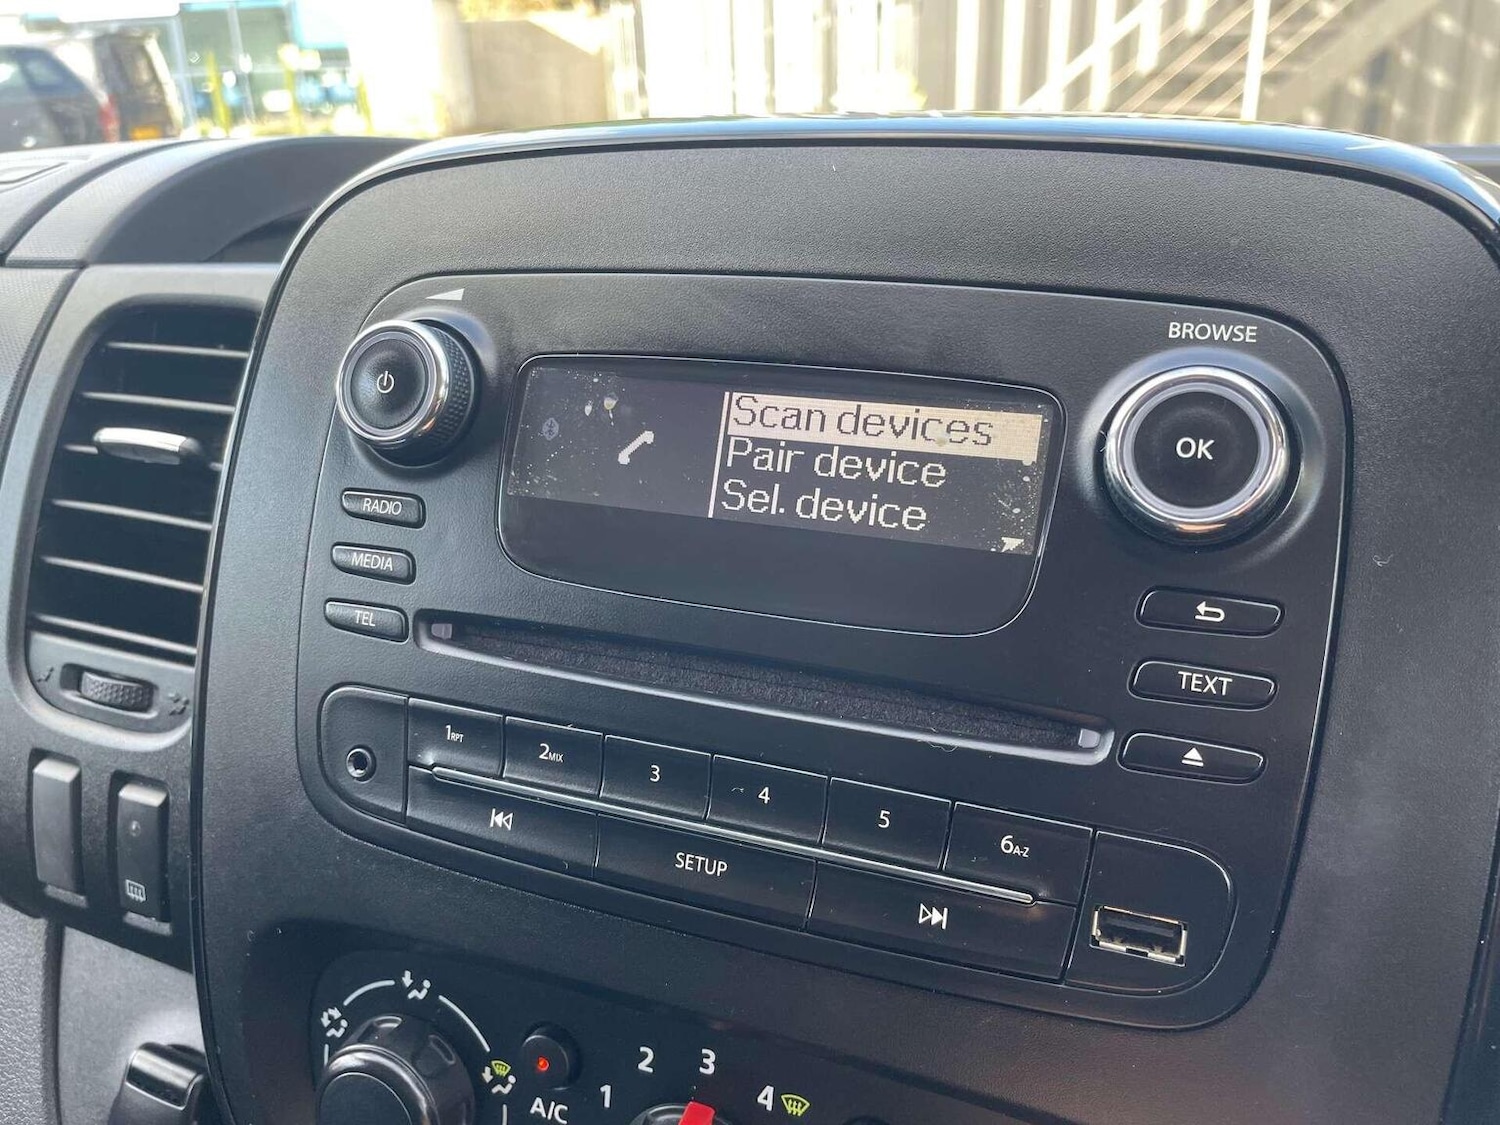 BROWSE
Scan devices
Pair device
Sel. device
OK
RADIO
MEDIA
TEL
TEXT
1RPT
2MIX
3
4
5
6A-Z
SETUP
A/C
1
2
3
4